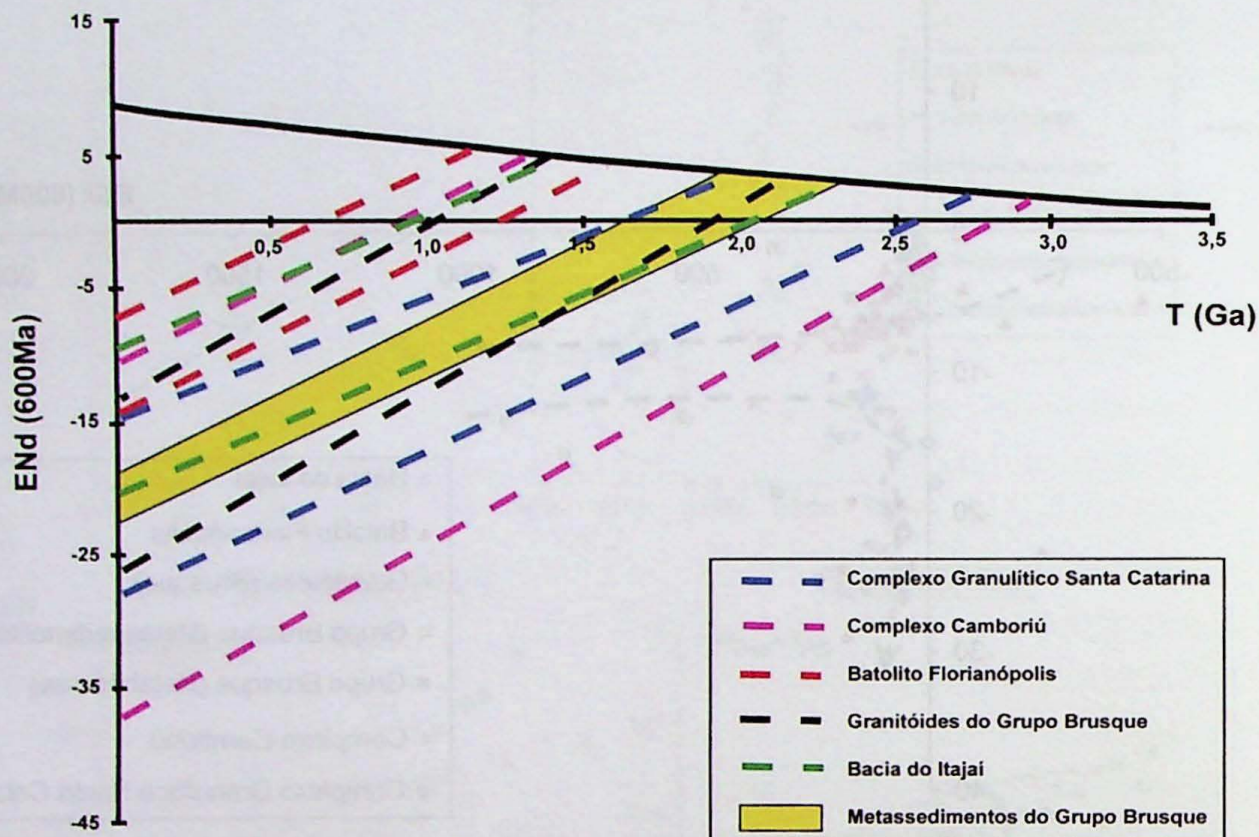 15
5
0,5
1,0
1,5
2,0
2,5
3,0
3,5
-5
T (Ga)
-15
ENd (600Ma)
-25
-35
-45
Complexo Granulítico Santa Catarina
Complexo Camboriú
Batolito Florianópolis
Granitóides do Grupo Brusque
Bacia do Itajaí
Metassedimentos do Grupo Brusque